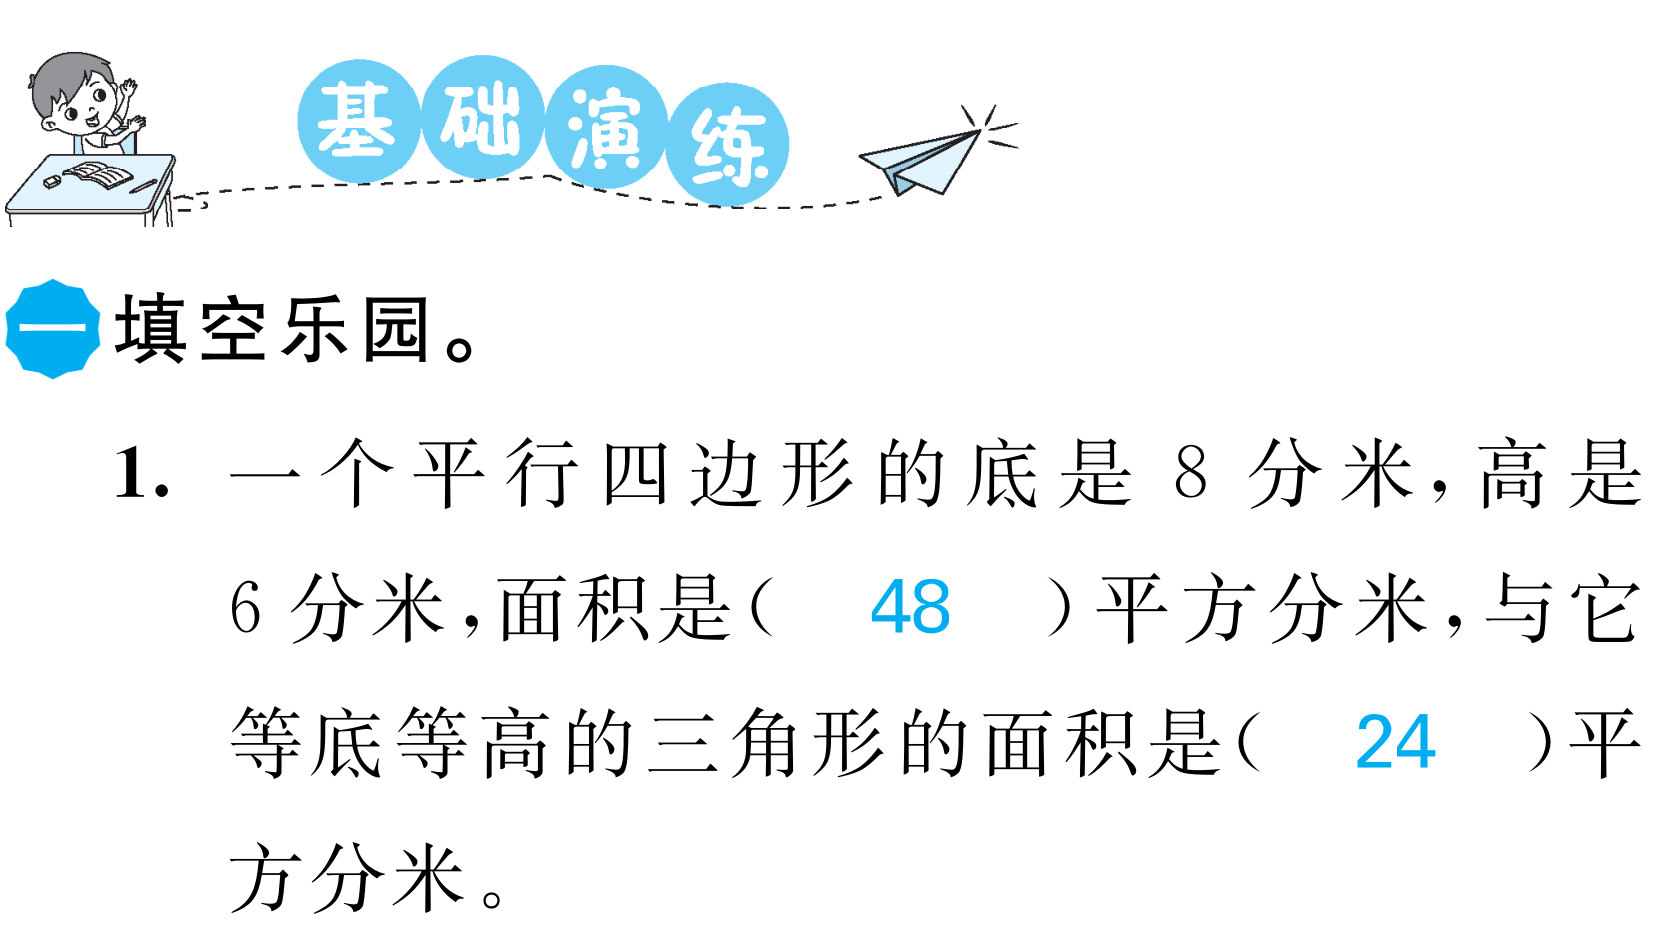 基础演练
一 填空乐园。
1. 一个平行四边形的底是 8 分米,高是
6 分米,面积是( 48 )平方分米,与它
等底等高的三角形的面积是( 24 )平
方分米。